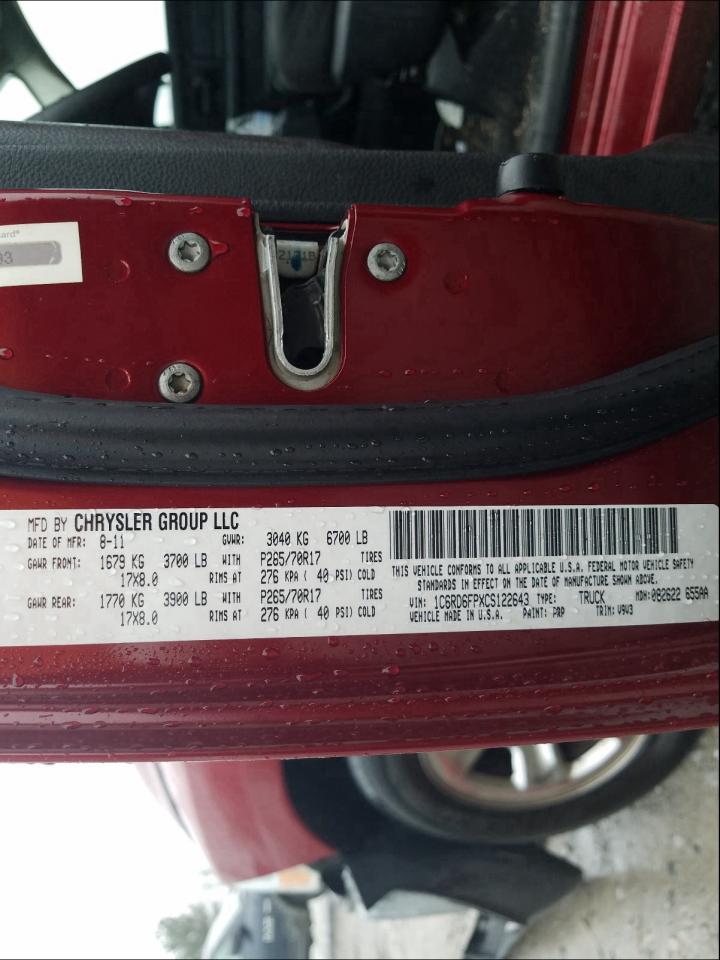 ard®
93
2131B
MFD BY CHRYSLER GROUP LLC
DATE OF MFR: 8-11 GVWR: 3040 KG 6700 LB
GAWR FRONT: 1679 KG 3700 LB WITH P265/70R17 TIRES
17X8.0 RIMS AT 276 KPA ( 40 PSI) COLD
GAWR REAR: 1770 KG 3900 LB WITH P265/70R17 TIRES
17X8.0 RIMS AT 276 KPA ( 40 PSI) COLD
THIS VEHICLE CONFORMS TO ALL APPLICABLE U.S.A. FEDERAL MOTOR VEHICLE SAFETY
STANDARDS IN EFFECT ON THE DATE OF MANUFACTURE SHOWN ABOVE.
VIN: 1C6RD6FPXCS122643 TYPE: TRUCK MDH: 082622 655AA
VEHICLE MADE IN U.S.A. PAINT: PRP TRIM: V9V3